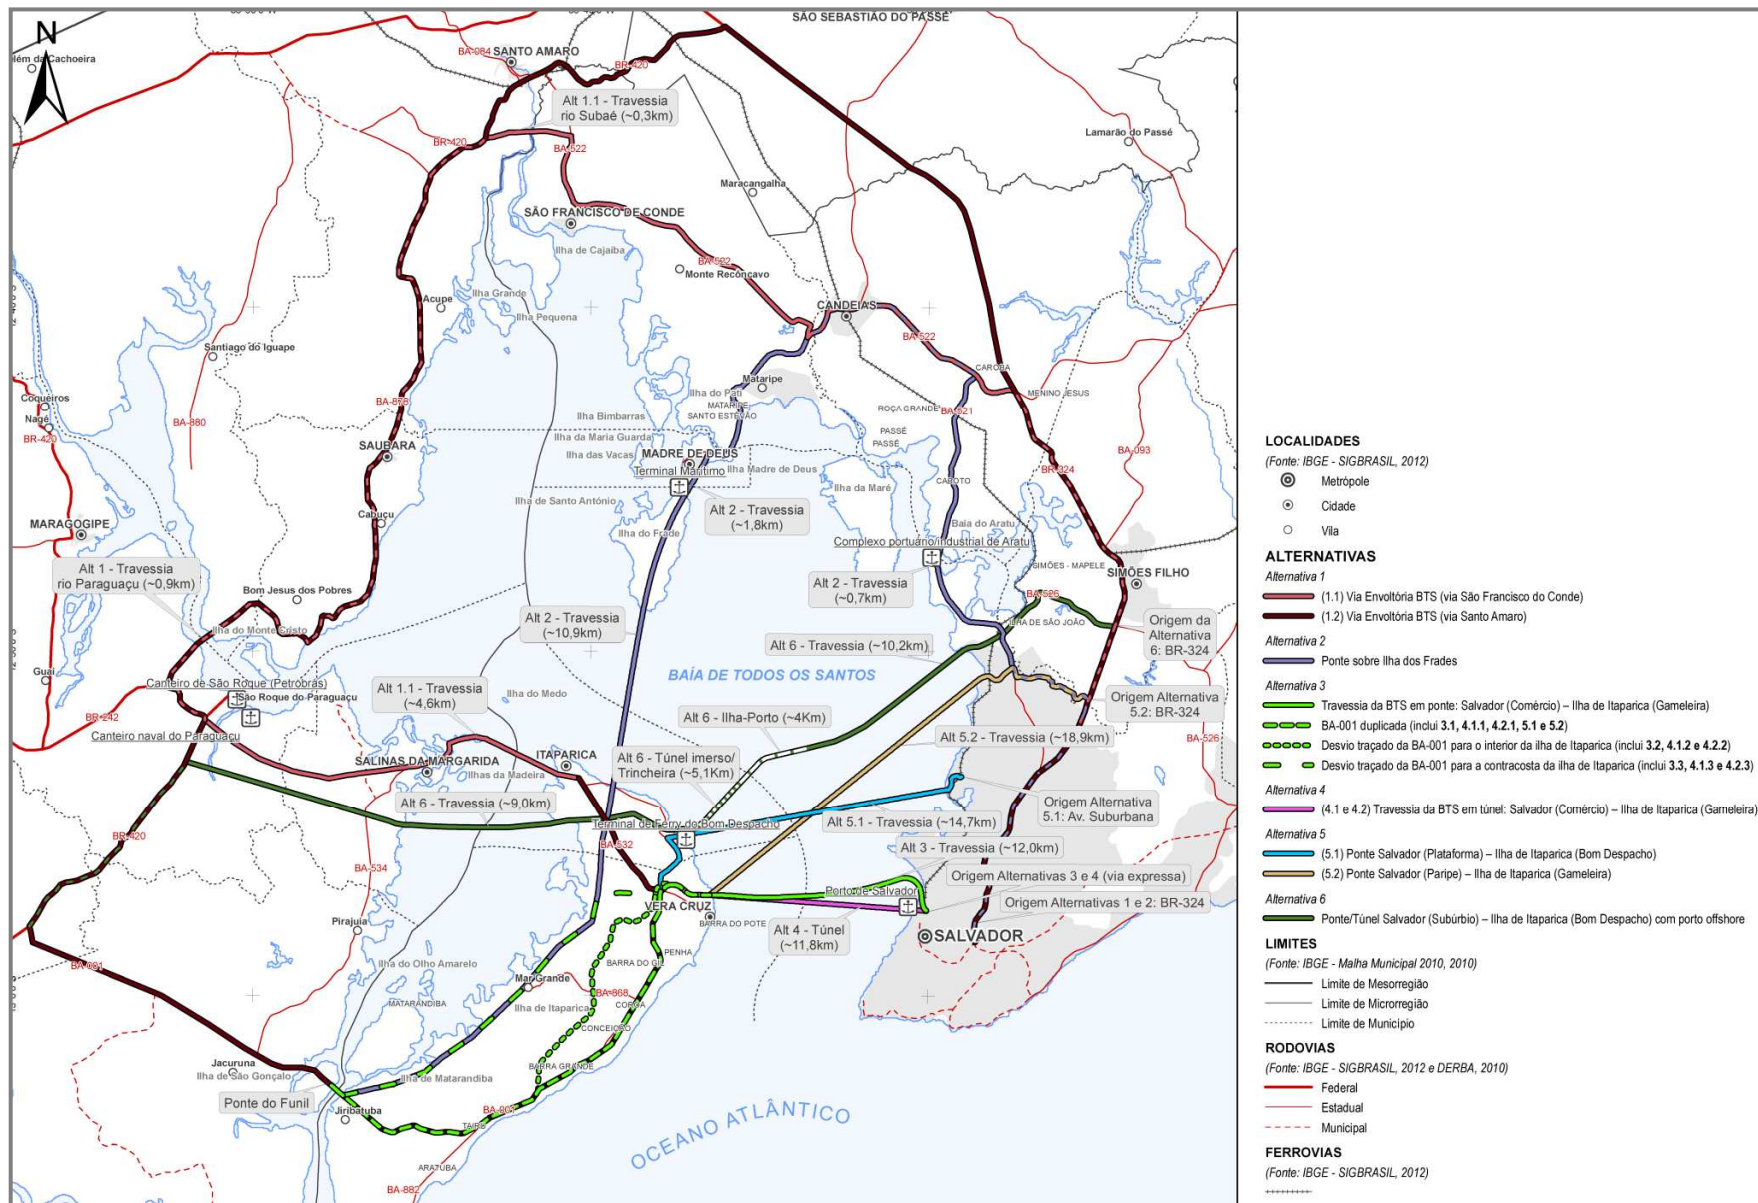 SÃO SEBASTIÃO DO PASSÉ
N
BA-084
SANTO AMARO
BR-420
Alt 1.1 - Travessia
rio Subaé (~0,3km)
Lamarão do Passé
BR-420
BA-522
Maracangalha
SÃO FRANCISCO DE CONDE
Ilha de Cajaíba
BA-522
Monte Recôncavo
Ilha Grande
Acupe
Ilha Pequena
CANDEIAS
Santiago do Iguape
BA-522
CAROBA
Mataripe
MENINO JESUS
Coqueiros
BA-878
Ilha do Pati
MATARIPE
SANTO ESTEVÃO
ROÇA GRANDE
BA-521
Nagé
BR-420
BA-880
Ilha Bimbarras
Ilha da Maria Guarda
PASSÉ
PASSÉ
SAUBARA
Ilha das Vacas
MADRE DE DEUS
Terminal Marítimo
Ilha Madre de Deus
BR-324
BA-093
Ilha da Maré
CABOTO
Ilha de Santo Antônio
Cabuçu
Alt 2 - Travessia
(~1,8km)
MARAGOGIPE
Ilha do Frade
Baía do Aratu
Complexo portuário/industrial de Aratu
Alt 1 - Travessia
rio Paraguaçu (~0,9km)
SIMÕES - MAPELE
SIMÕES FILHO
Alt 2 - Travessia
(~0,7km)
Bom Jesus dos Pobres
BA-526
Alt 2 - Travessia
(~10,9km)
Ilha do Monte Cristo
ILHA DE SÃO JOÃO
Origem da
Alternativa
6: BR-324
Alt 6 - Travessia (~10,2km)
Guaí
BAÍA DE TODOS OS SANTOS
Canteiro de São Roque (Petrobrás)
São Roque do Paraguaçu
Alt 1.1 - Travessia
(~4,6km)
Ilha do Medo
Origem Alternativa
5.2: BR-324
BR-242
Alt 6 - Ilha-Porto (~4Km)
Canteiro naval do Paraguaçu
Alt 5.2 - Travessia (~18,9km)
BA-526
ITAPARICA
SALINAS DA MARGARIDA
Alt 6 - Túnel imerso/
Trincheira (~5,1Km)
Ilhas da Madeira
Alt 6 - Travessia (~9,0km)
Origem Alternativa
5.1: Av. Suburbana
Terminal de Ferry do Bom Despacho
Alt 5.1 - Travessia (~14,7km)
BR-420
BA-532
Alt 3 - Travessia (~12,0km)
BA-534
Origem Alternativas 3 e 4 (via expressa)
Porto de Salvador
Origem Alternativas 1 e 2: BR-324
VERA CRUZ
BARRA DO POTE
Pirajuia
Alt 4 - Túnel
(~11,8km)
SALVADOR
PENHA
BARRA DO GIL
BA-001
Ilha do Olho Amarelo
Mar Grande
BA-868
MATARANDIBA
Ilha de Itaparica
COROA
CONCEIÇÃO
Jacuruna
BARRA GRANDE
Ilha de São Gonçalo
Ilha de Matarandiba
Ponte do Funil
Jiribatuba
BA-001
TAIRU
OCEANO ATLÂNTICO
ARATUBA
BA-882
LOCALIDADES
(Fonte: IBGE - SIGBRASIL, 2012)
Metrópole
Cidade
Vila
ALTERNATIVAS
Alternativa 1
(1.1) Via Envoltória BTS (via São Francisco do Conde)
(1.2) Via Envoltória BTS (via Santo Amaro)
Alternativa 2
Ponte sobre Ilha dos Frades
Alternativa 3
Travessia da BTS em ponte: Salvador (Comércio) – Ilha de Itaparica (Gameleira)
BA-001 duplicada (inclui 3.1, 4.1.1, 4.2.1, 5.1 e 5.2)
Desvio traçado da BA-001 para o interior da ilha de Itaparica (inclui 3.2, 4.1.2 e 4.2.2)
Desvio traçado da BA-001 para a contracosta da ilha de Itaparica (inclui 3.3, 4.1.3 e 4.2.3)
Alternativa 4
(4.1 e 4.2) Travessia da BTS em túnel: Salvador (Comércio) – Ilha de Itaparica (Gameleira)
Alternativa 5
(5.1) Ponte Salvador (Plataforma) – Ilha de Itaparica (Bom Despacho)
(5.2) Ponte Salvador (Paripe) – Ilha de Itaparica (Gameleira)
Alternativa 6
Ponte/Túnel Salvador (Subúrbio) – Ilha de Itaparica (Bom Despacho) com porto offshore
LIMITES
(Fonte: IBGE - Malha Municipal 2010, 2010)
Limite de Mesorregião
Limite de Microrregião
Limite de Município
RODOVIAS
(Fonte: IBGE - SIGBRASIL, 2012 e DERBA, 2010)
Federal
Estadual
Municipal
FERROVIAS
(Fonte: IBGE - SIGBRASIL, 2012)